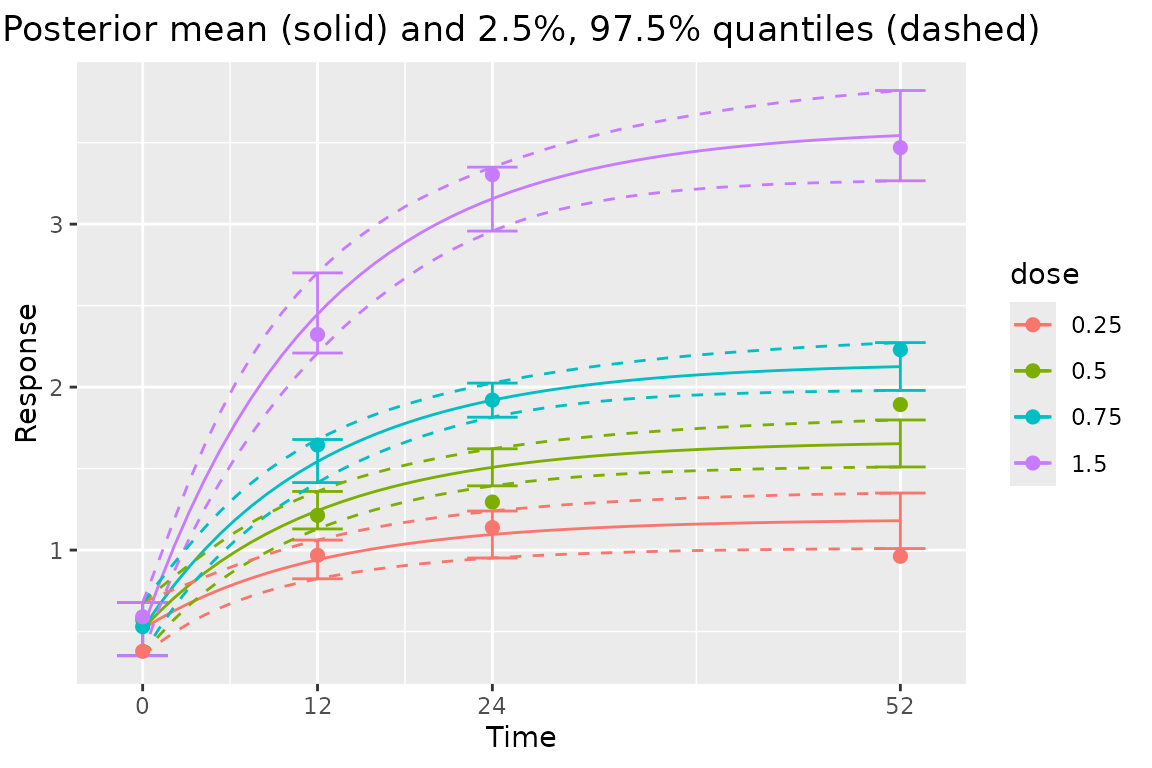 Posterior mean (solid) and 2.5%, 97.5% quantiles (dashed)
Response
3
2
1
0 12 24 52
Time
dose
0.25
0.5
0.75
1.5